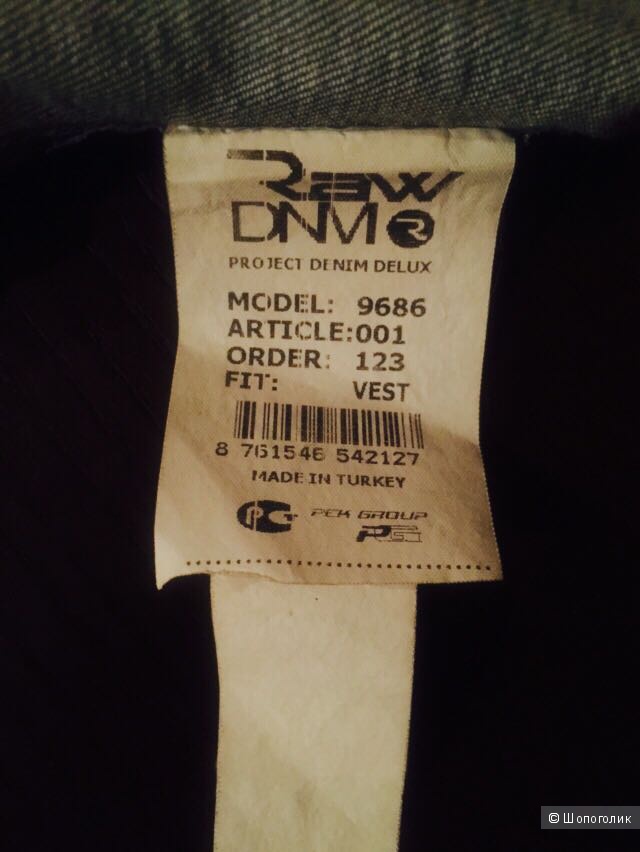 Raw
DNM R
PROJECT DENIM DELUX
MODEL: 9686
ARTICLE:001
ORDER: 123
FIT: VEST
8 761546 542127
MADE IN TURKEY
PEK GROUP
© Шопоголик